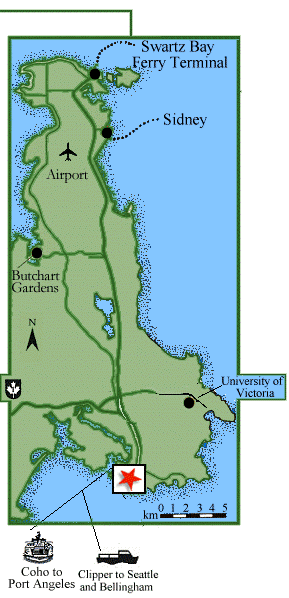 Swartz Bay
Ferry Terminal
Sidney
Airport
Butchart
Gardens
N
University of
Victoria
km 0 1 2 3 4 5
Coho to
Port Angeles
Clipper to Seattle
and Bellingham